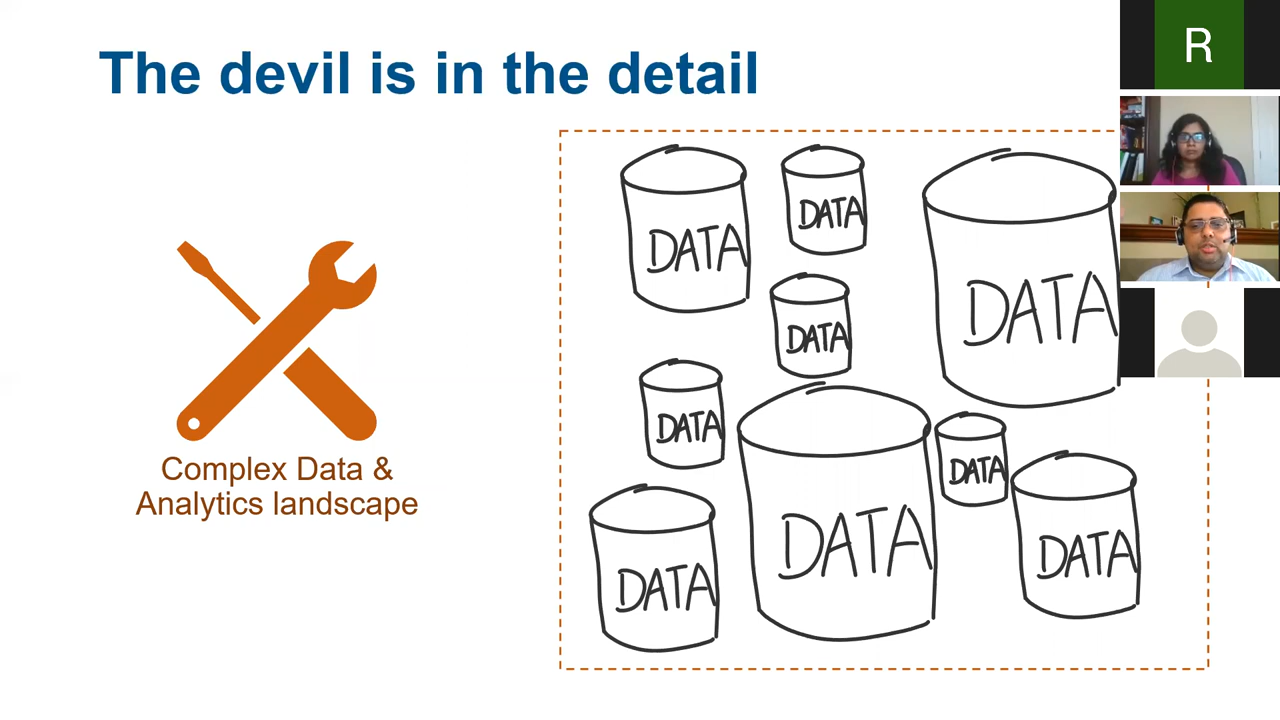 The devil is in the detail
R
DATA
DATA
DATA
DATA
DATA
DATA
DATA
DATA
DATA
Complex Data &
Analytics landscape